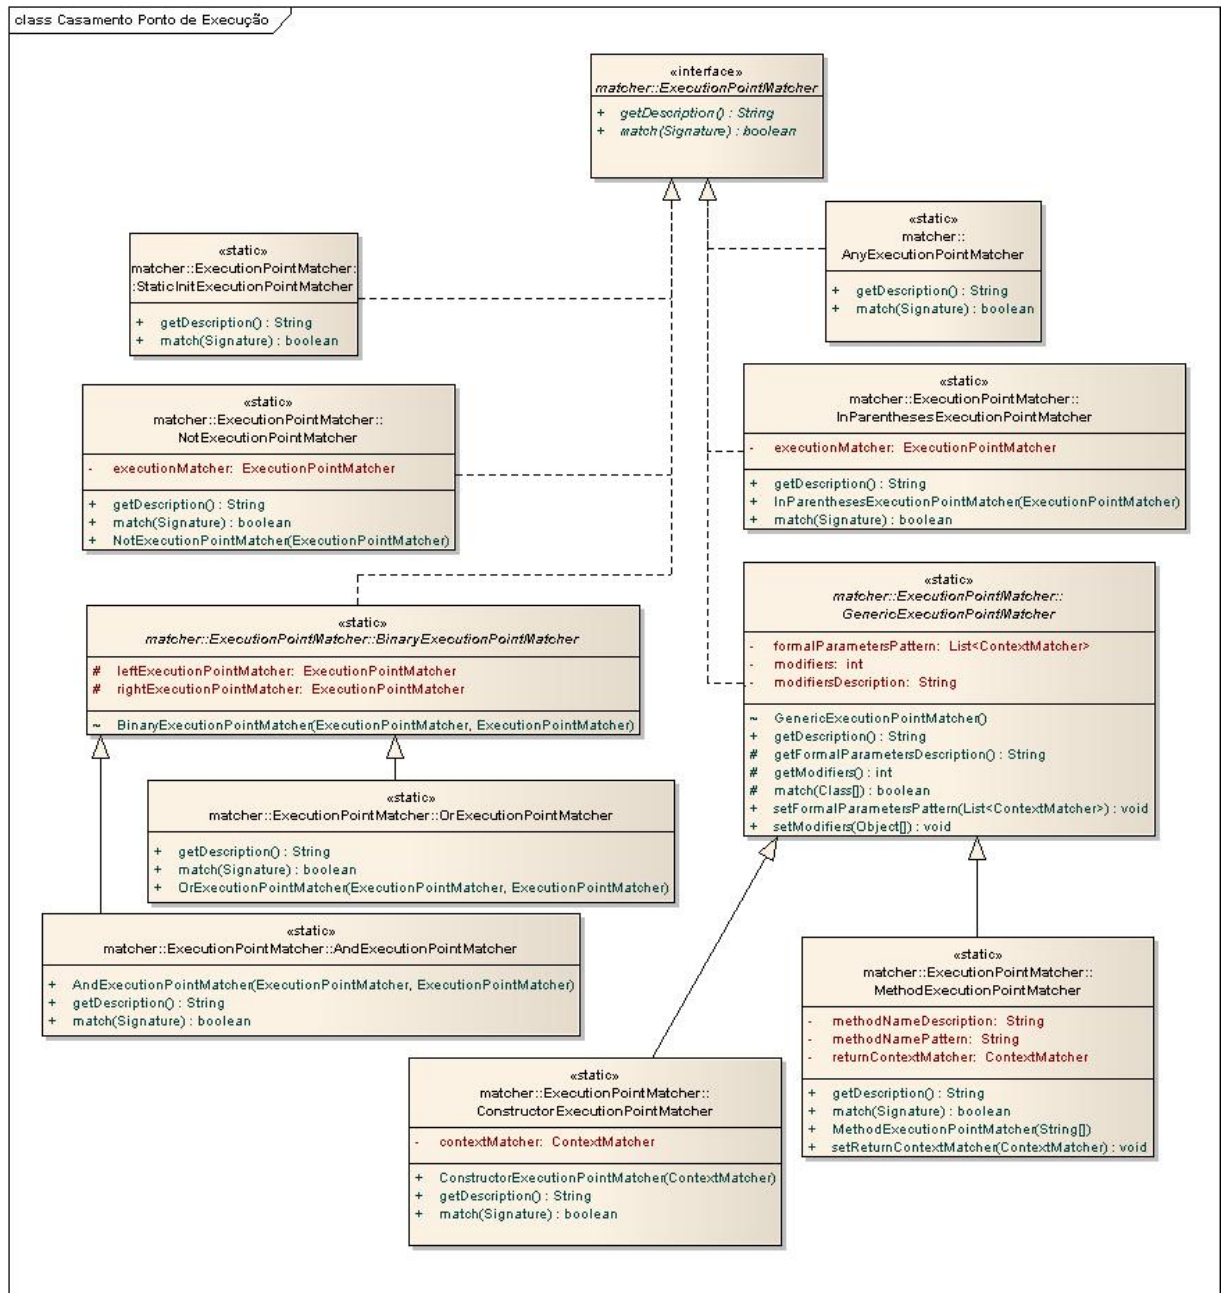 class Casamento Ponto de Execução
«interface»
matcher::ExecutionPointMatcher
+ getDescription() : String
+ match(Signature) : boolean
«static»
matcher::
AnyExecutionPointMatcher
+ getDescription() : String
+ match(Signature) : boolean
«static»
matcher::ExecutionPointMatcher:
:StaticInitExecutionPointMatcher
+ getDescription() : String
+ match(Signature) : boolean
«static»
matcher::ExecutionPointMatcher::
InParenthesesExecutionPointMatcher
- executionMatcher: ExecutionPointMatcher
+ getDescription() : String
+ InParenthesesExecutionPointMatcher(ExecutionPointMatcher)
+ match(Signature) : boolean
«static»
matcher::ExecutionPointMatcher::
NotExecutionPointMatcher
- executionMatcher: ExecutionPointMatcher
+ getDescription() : String
+ match(Signature) : boolean
+ NotExecutionPointMatcher(ExecutionPointMatcher)
«static»
matcher::ExecutionPointMatcher::
GenericExecutionPointMatcher
- formalParametersPattern: List<ContextMatcher>
- modifiers: int
- modifiersDescription: String
~ GenericExecutionPointMatcher()
+ getDescription() : String
# getFormalParametersDescription() : String
# getModifiers() : int
# match(Class[]) : boolean
+ setFormalParametersPattern(List<ContextMatcher>) : void
+ setModifiers(Object[]) : void
«static»
matcher::ExecutionPointMatcher::BinaryExecutionPointMatcher
# leftExecutionPointMatcher: ExecutionPointMatcher
# rightExecutionPointMatcher: ExecutionPointMatcher
~ BinaryExecutionPointMatcher(ExecutionPointMatcher, ExecutionPointMatcher)
«static»
matcher::ExecutionPointMatcher::OrExecutionPointMatcher
+ getDescription() : String
+ match(Signature) : boolean
+ OrExecutionPointMatcher(ExecutionPointMatcher, ExecutionPointMatcher)
«static»
matcher::ExecutionPointMatcher::AndExecutionPointMatcher
+ AndExecutionPointMatcher(ExecutionPointMatcher, ExecutionPointMatcher)
+ getDescription() : String
+ match(Signature) : boolean
«static»
matcher::ExecutionPointMatcher::
MethodExecutionPointMatcher
- methodNameDescription: String
- methodNamePattern: String
- returnContextMatcher: ContextMatcher
+ getDescription() : String
+ match(Signature) : boolean
+ MethodExecutionPointMatcher(String[])
+ setReturnContextMatcher(ContextMatcher) : void
«static»
matcher::ExecutionPointMatcher::
ConstructorExecutionPointMatcher
- contextMatcher: ContextMatcher
+ ConstructorExecutionPointMatcher(ContextMatcher)
+ getDescription() : String
+ match(Signature) : boolean